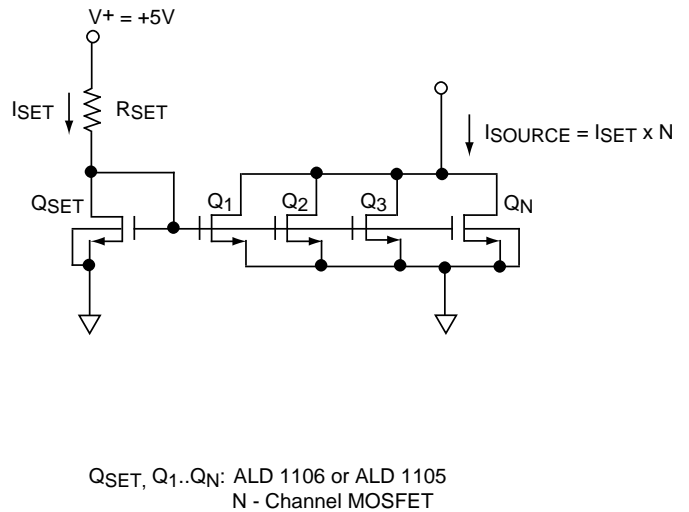 V+ = +5V
ISET
RSET
ISOURCE = ISET x N
QSET
Q1
Q2
Q3
QN
QSET, Q1..QN: ALD 1106 or ALD 1105
N - Channel MOSFET